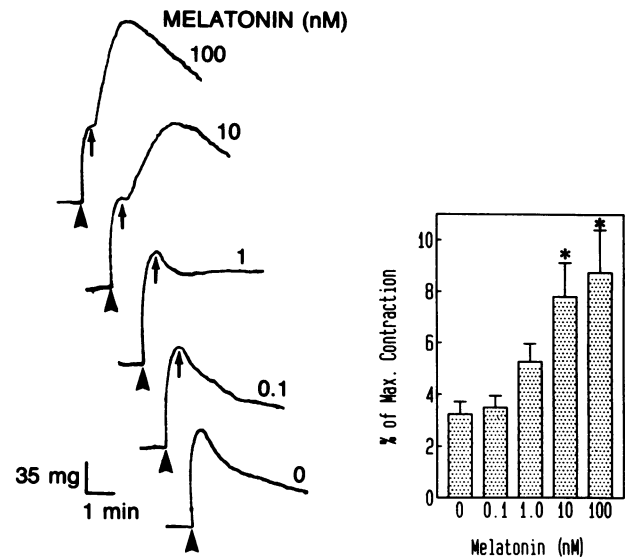 MELATONIN (nM)
100
10
1
0.1
0
35 mg
1 min
% of Max. Contraction
10
8
6
4
2
0
* *
0 0.1 1.0 10 100
Melatonin (nM)